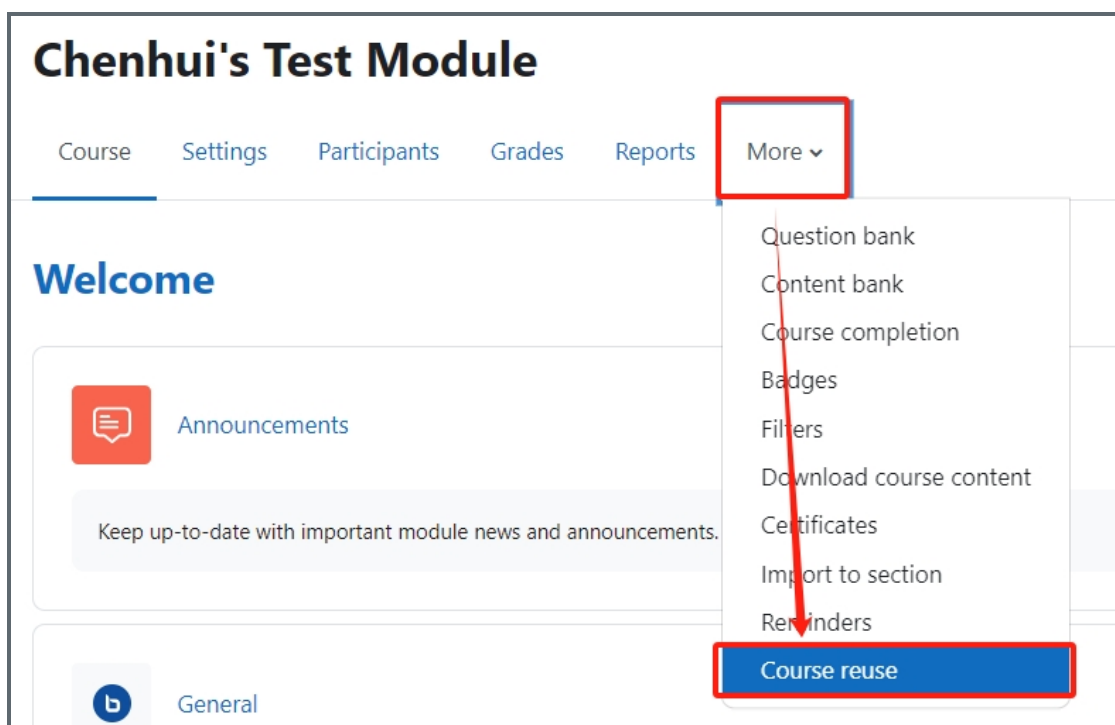 Chenhui's Test Module
Course Settings Participants Grades Reports More
Question bank
Content bank
Course completion
Badges
Filters
Download course content
Certificates
Import to section
Reminders
Course reuse
Welcome
Announcements
Keep up-to-date with important module news and announcements.
General